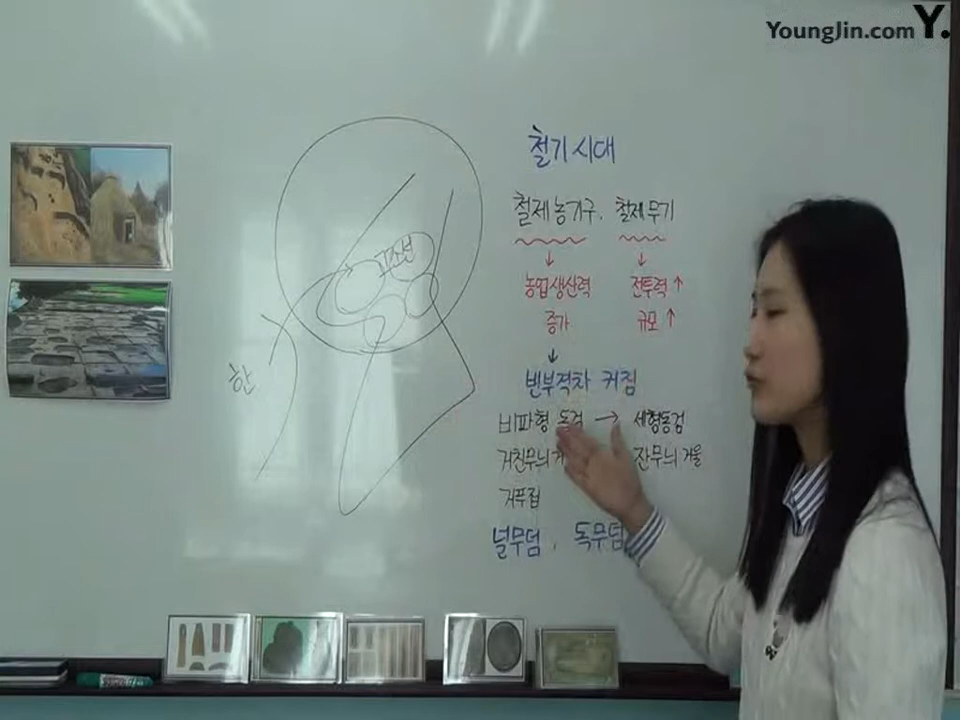 YoungJin.com Y.
철기시대
철제 농기구, 철제 무기
농업생산력 전투력↑
증가 규모↑
빈부격차 커짐
비파형 동검 → 세형동검
거친무늬 잔무늬 거울
거푸집
널무덤, 독무덤
고조선
한